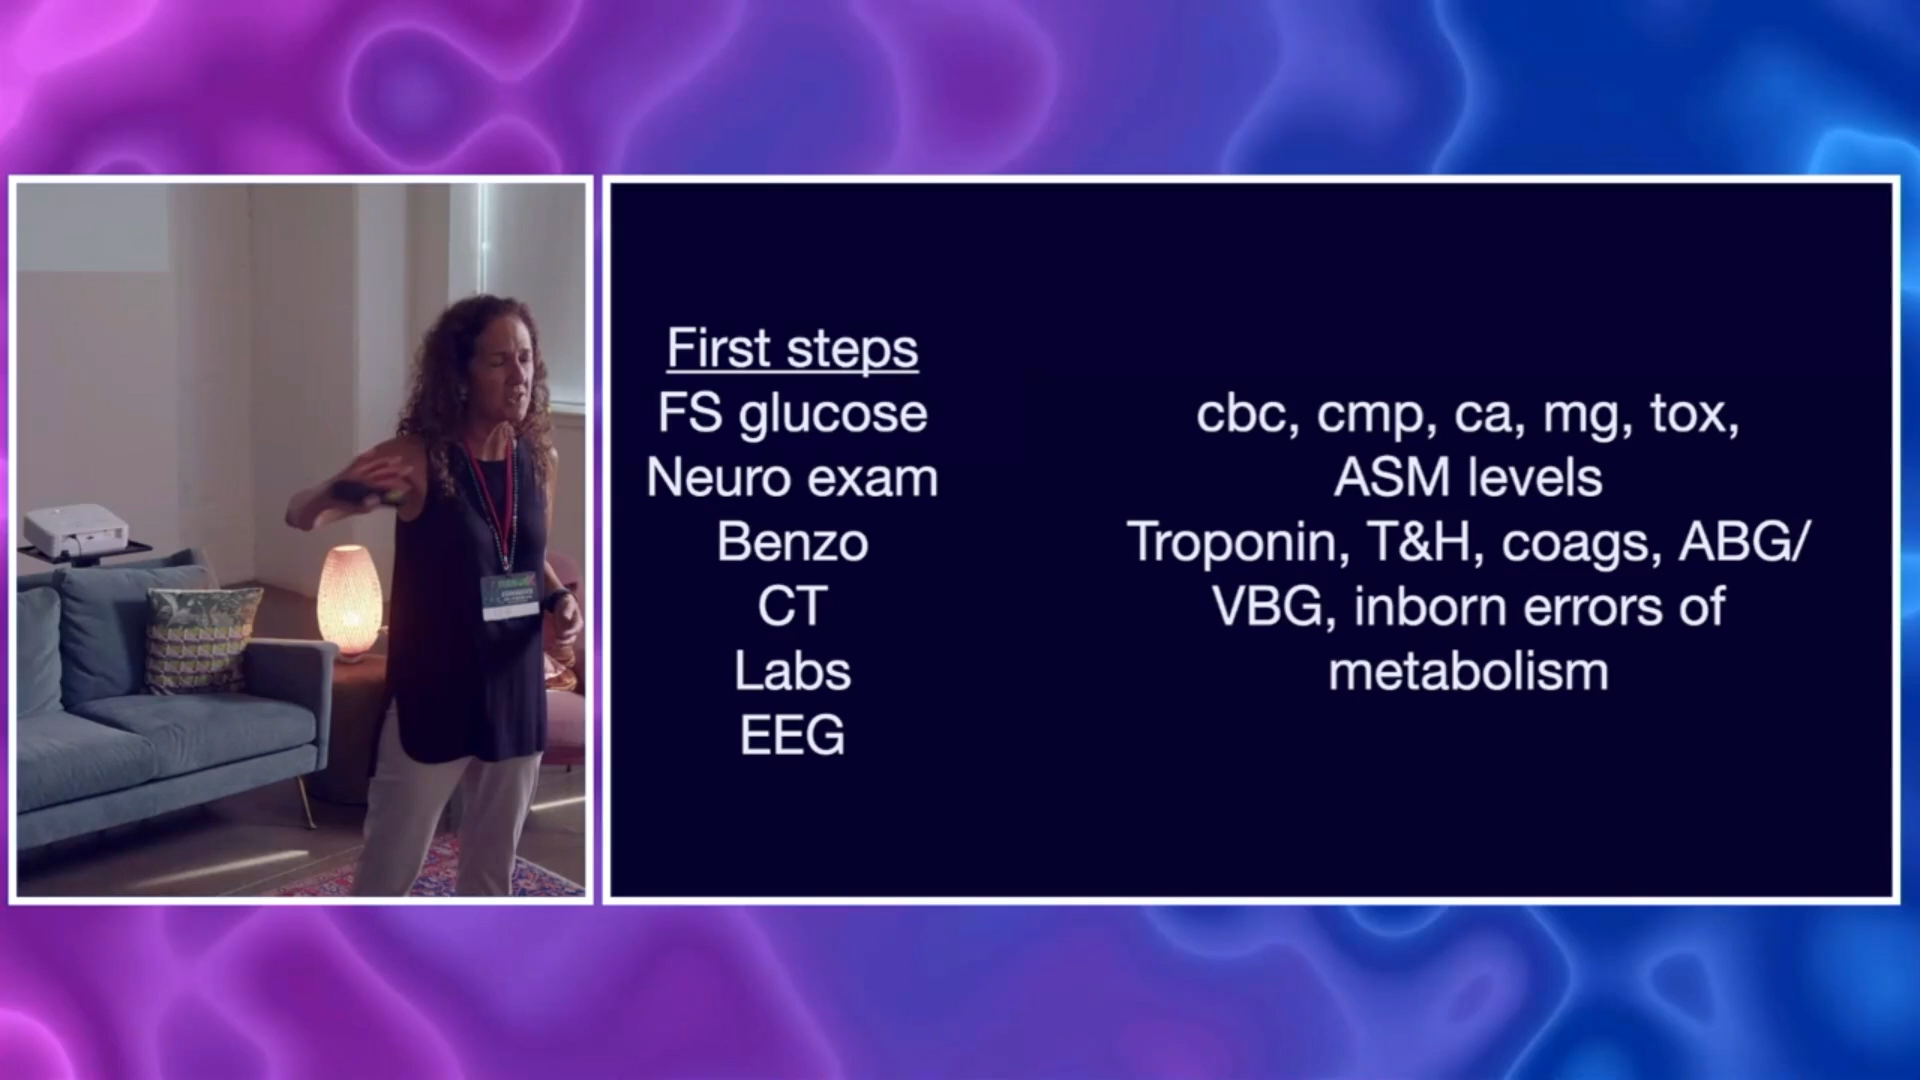 First steps
FS glucose
Neuro exam
Benzo
CT
Labs
EEG
cbc, cmp, ca, mg, tox,
ASM levels
Troponin, T&H, coags, ABG/
VBG, inborn errors of
metabolism